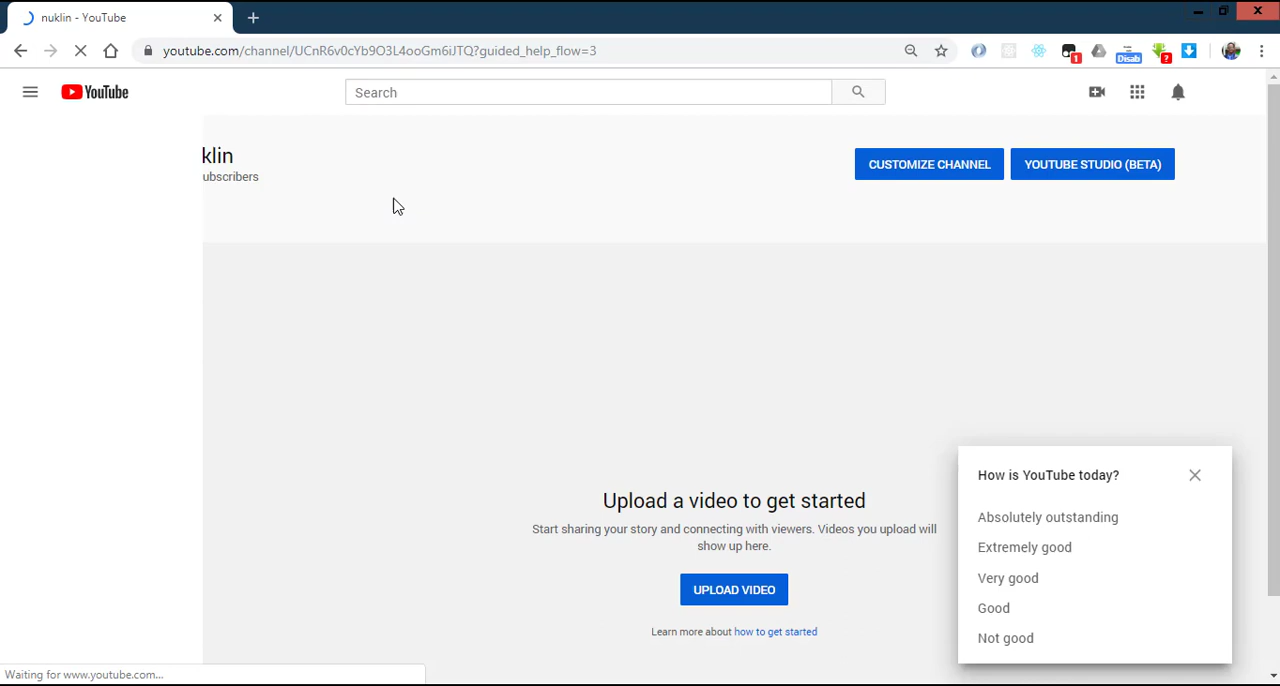 nuklin - YouTube
youtube.com/channel/UCnR6v0cYb9O3L4ooGm6iJTQ?guided_help_flow=3
1
Disab
?
YouTube
Search
klin
ubscribers
CUSTOMIZE CHANNEL
YOUTUBE STUDIO (BETA)
How is YouTube today?
Absolutely outstanding
Extremely good
Very good
Good
Not good
Upload a video to get started
Start sharing your story and connecting with viewers. Videos you upload will
show up here.
UPLOAD VIDEO
Learn more about how to get started
Waiting for www.youtube.com...